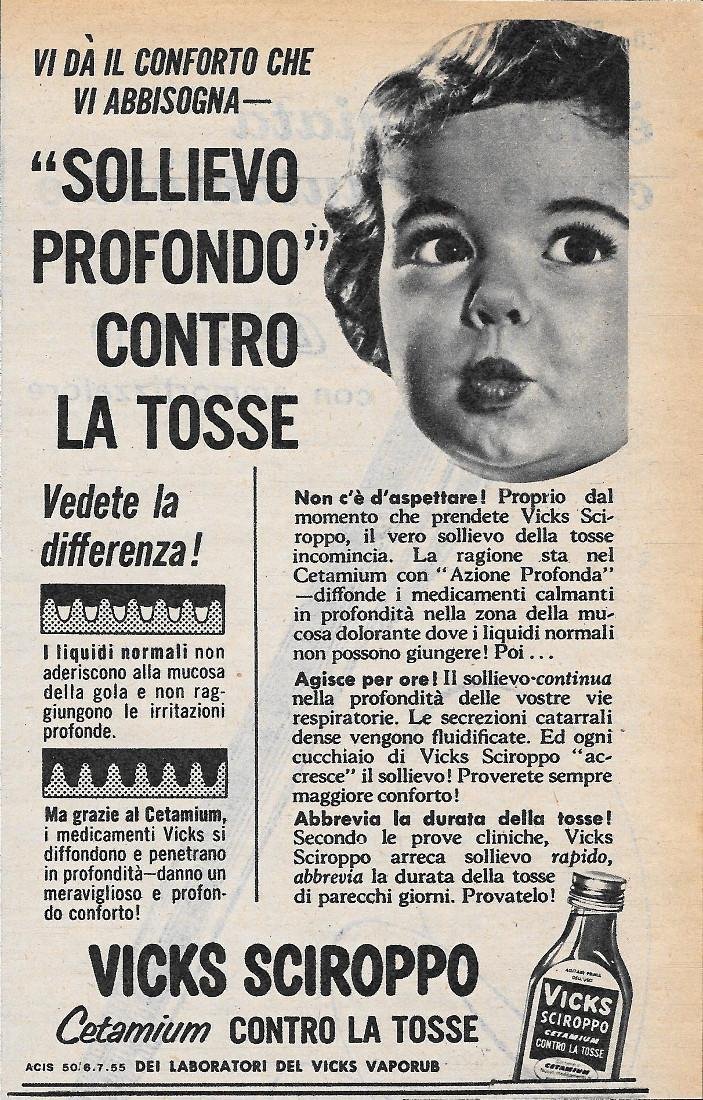 VI DÀ IL CONFORTO CHE
VI ABBISOGNA—
“SOLLIEVO
PROFONDO”
CONTRO
LA TOSSE
Vedete la
differenza!
I liquidi normali non
aderiscono alla mucosa
della gola e non rag-
giungono le irritazioni
profonde.
Ma grazie al Cetamium,
i medicamenti Vicks si
diffondono e penetrano
in profondità—danno un
meraviglioso e profon-
do conforto!
Non c'è d'aspettare! Proprio dal
momento che prendete Vicks Sci-
roppo, il vero sollievo della tosse
incomincia. La ragione sta nel
Cetamium con “Azione Profonda”
—diffonde i medicamenti calmanti
in profondità nella zona della mu-
cosa dolorante dove i liquidi normali
non possono giungere! Poi . . .
Agisce per ore! Il sollievo-continua
nella profondità delle vostre vie
respiratorie. Le secrezioni catarrali
dense vengono fluidificate. Ed ogni
cucchiaio di Vicks Sciroppo “ac-
cresce” il sollievo! Proverete sempre
maggiore conforto!
Abbrevia la durata della tosse!
Secondo le prove cliniche, Vicks
Sciroppo arreca sollievo rapido,
abbrevia la durata della tosse
di parecchi giorni. Provatelo!
VICKS SCIROPPO
Cetamium CONTRO LA TOSSE
ACIS 50/6.7.55 DEI LABORATORI DEL VICKS VAPORUB
AGITARE PRIMA
DELL'USO
VICKS
SCIROPPO
CETAMIUM
CONTRO LA TOSSE
CETAMIUM